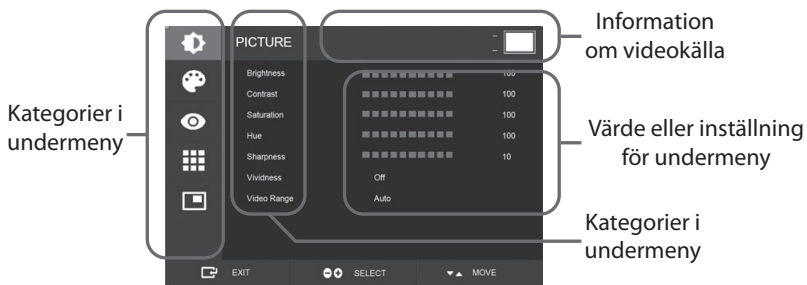 Information
om videokälla
PICTURE
Brightness 100
Contrast 100
Kategorier i
undermeny
Saturation 100
Hue 100
Sharpness 10
Vividness Off
Video Range Auto
Värde eller inställning
för undermeny
Kategorier i
undermeny
EXIT SELECT MOVE